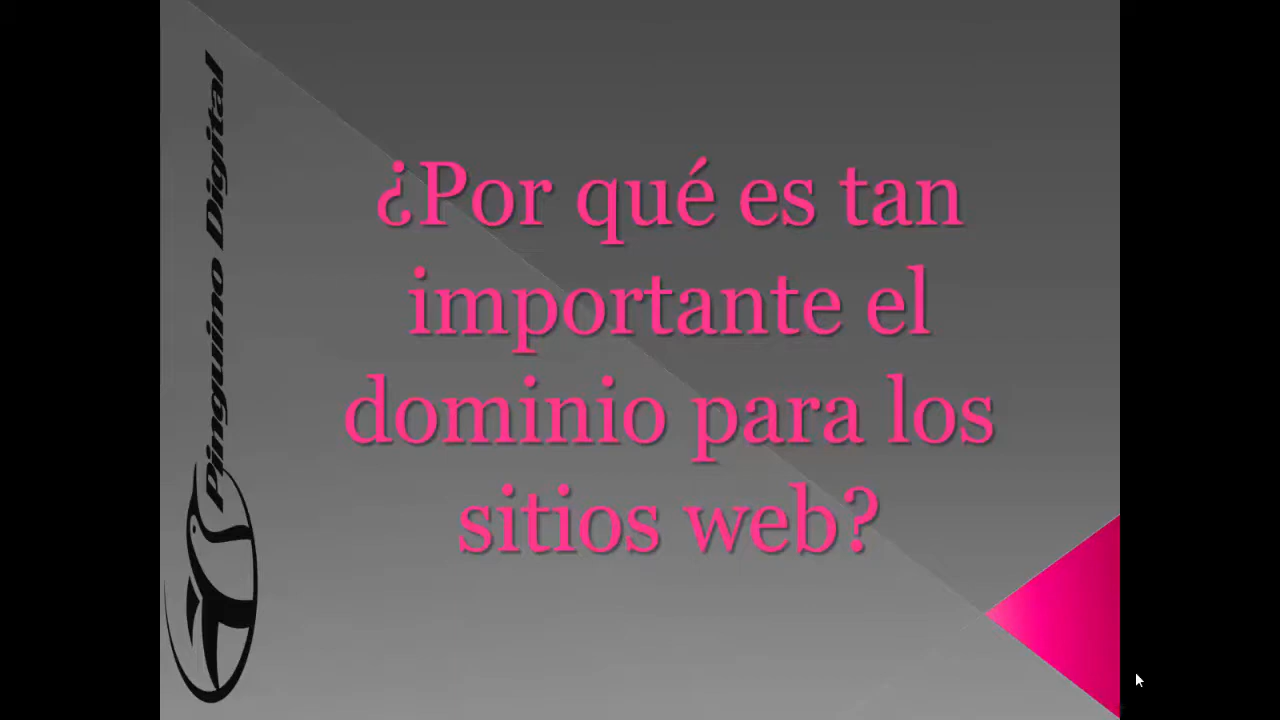 Pinguino Digital
¿Por qué es tan
importante el
dominio para los
sitios web?